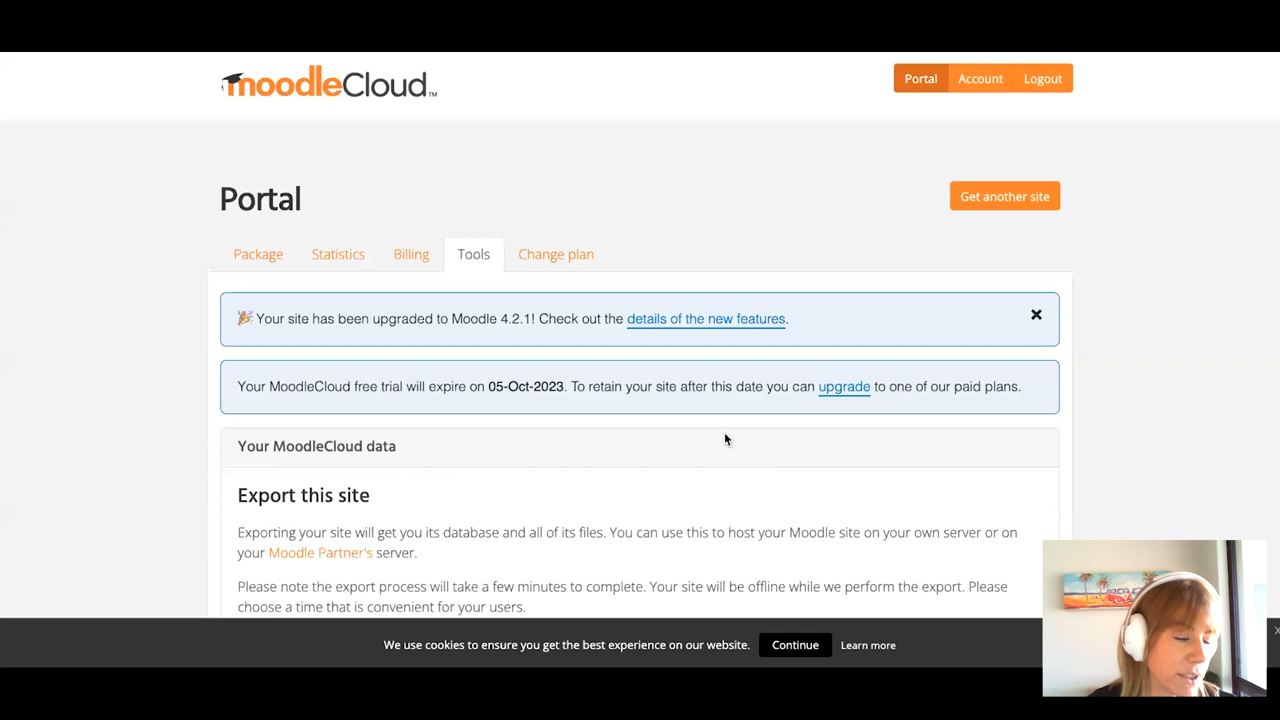 moodleCloud™
Portal Account Logout
Portal
Get another site
Package Statistics Billing Tools Change plan
Your site has been upgraded to Moodle 4.2.1! Check out the details of the new features.
Your MoodleCloud free trial will expire on 05-Oct-2023. To retain your site after this date you can upgrade to one of our paid plans.
Your MoodleCloud data
Export this site
Exporting your site will get you its database and all of its files. You can use this to host your Moodle site on your own server or on
your Moodle Partner's server.
Please note the export process will take a few minutes to complete. Your site will be offline while we perform the export. Please
choose a time that is convenient for your users.
We use cookies to ensure you get the best experience on our website. Continue Learn more